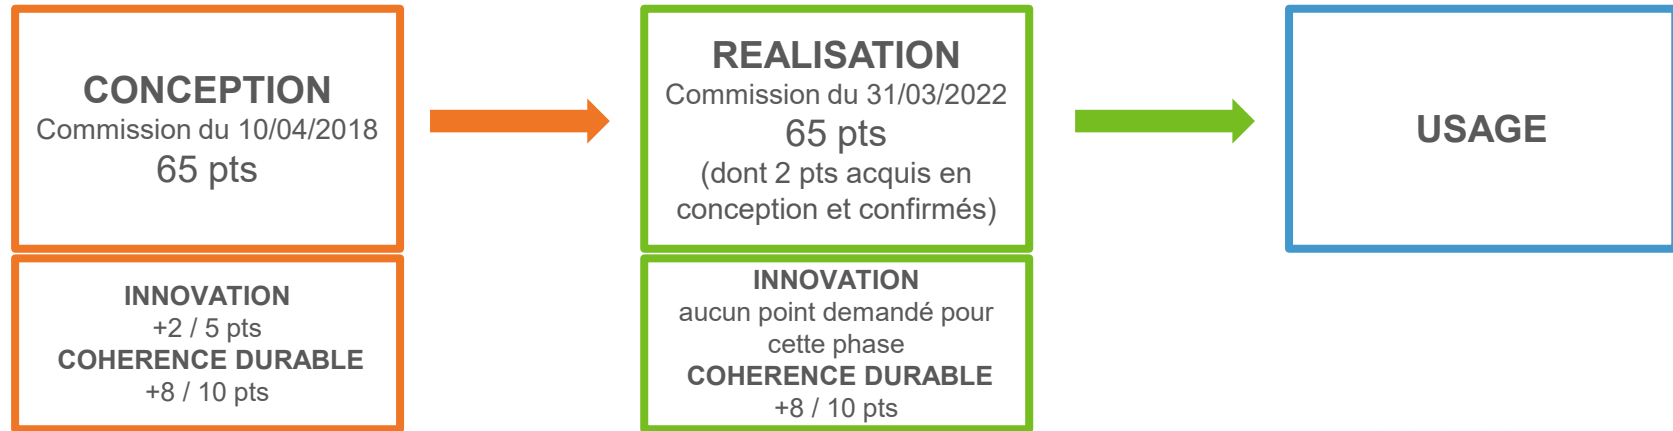 CONCEPTION
Commission du 10/04/2018
65 pts
INNOVATION
+2 / 5 pts
COHERENCE DURABLE
+8 / 10 pts
REALISATION
Commission du 31/03/2022
65 pts
(dont 2 pts acquis en
conception et confirmés)
INNOVATION
aucun point demandé pour
cette phase
COHERENCE DURABLE
+8 / 10 pts
USAGE